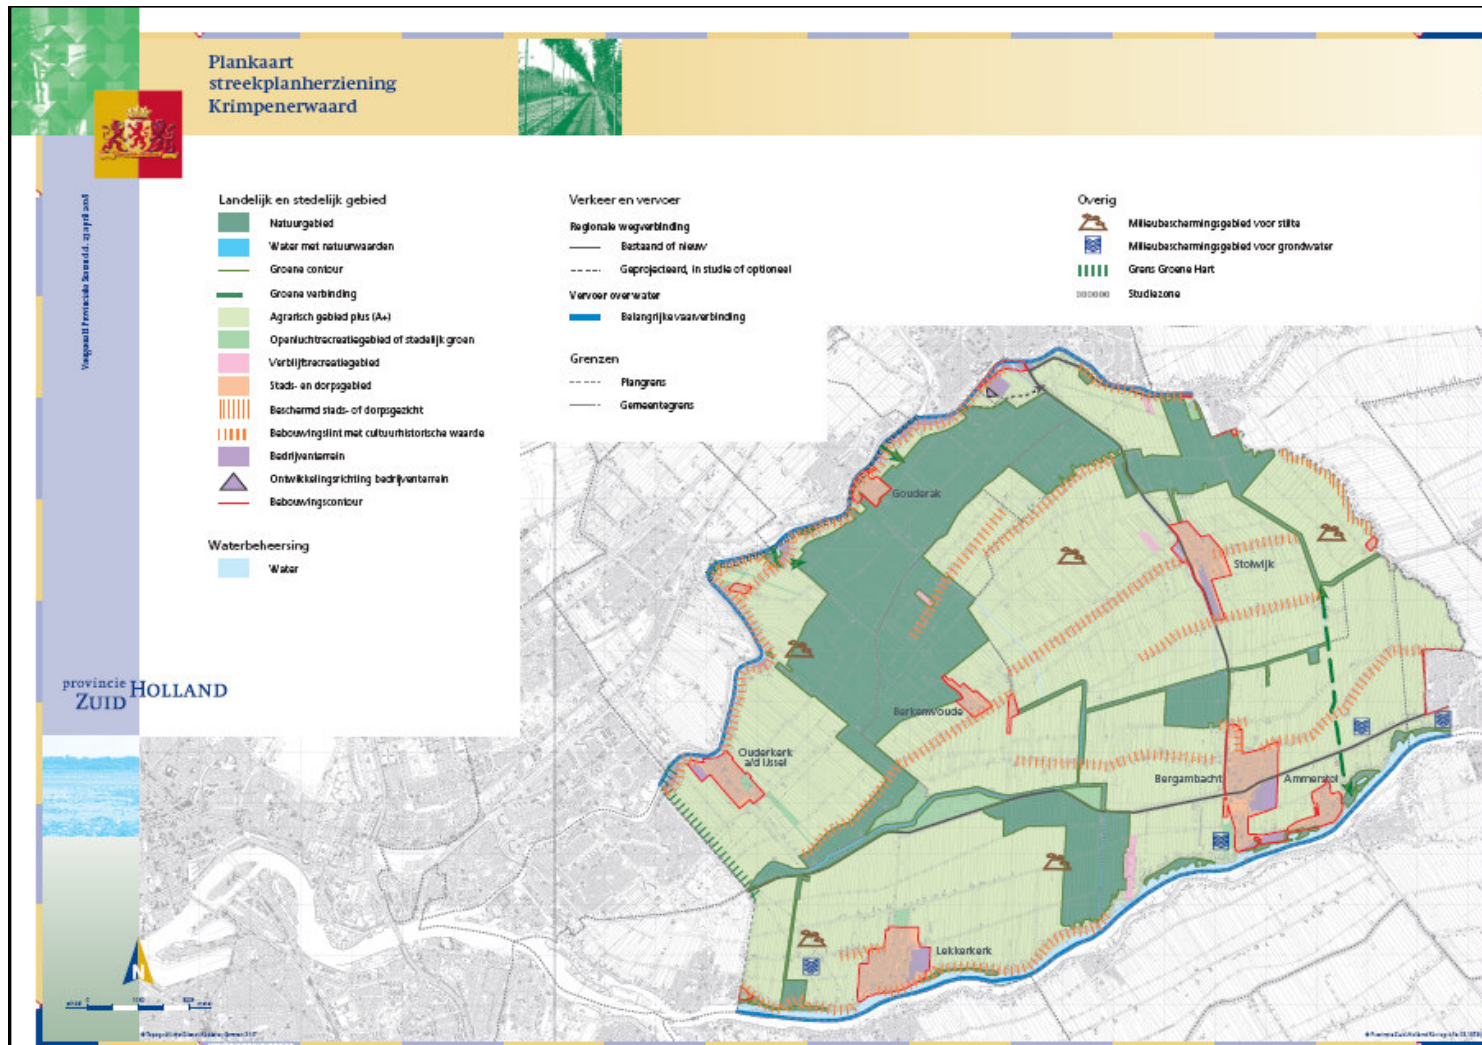 Plankaart
streekplanherziening
Krimpenerwaard
Landelijk en stedelijk gebied
Natuurgebied
Water met natuurwaarden
Groene contour
Groene verbinding
Agrarisch gebied plus (A+)
Openluchtrecreatiegebied of stedelijk groen
Verblijfsrecreatiegebied
Stads- en dorpsgebied
Beschermd stads- of dorpsgezicht
Bebouwingslint met cultuurhistorische waarde
Bedrijventerrein
Ontwikkelingsrichting bedrijventerrein
Bebouwingscontour
Waterbeheersing
Water
Verkeer en vervoer
Regionale wegverbinding
Bestaand of nieuw
Geprojecteerd, in studie of optioneel
Vervoer over water
Belangrijke vaarverbinding
Grenzen
Plangrens
Gemeentegrens
Overig
Milieubeschermingsgebied voor stilte
Milieubeschermingsgebied voor grondwater
Grens Groene Hart
Studiezone
provincie
ZUID HOLLAND
Gouderak
Stolwijk
Berkenwoude
Ouderkerk
a/d IJssel
Bergambacht
Ammerstol
Lekkerkerk
N